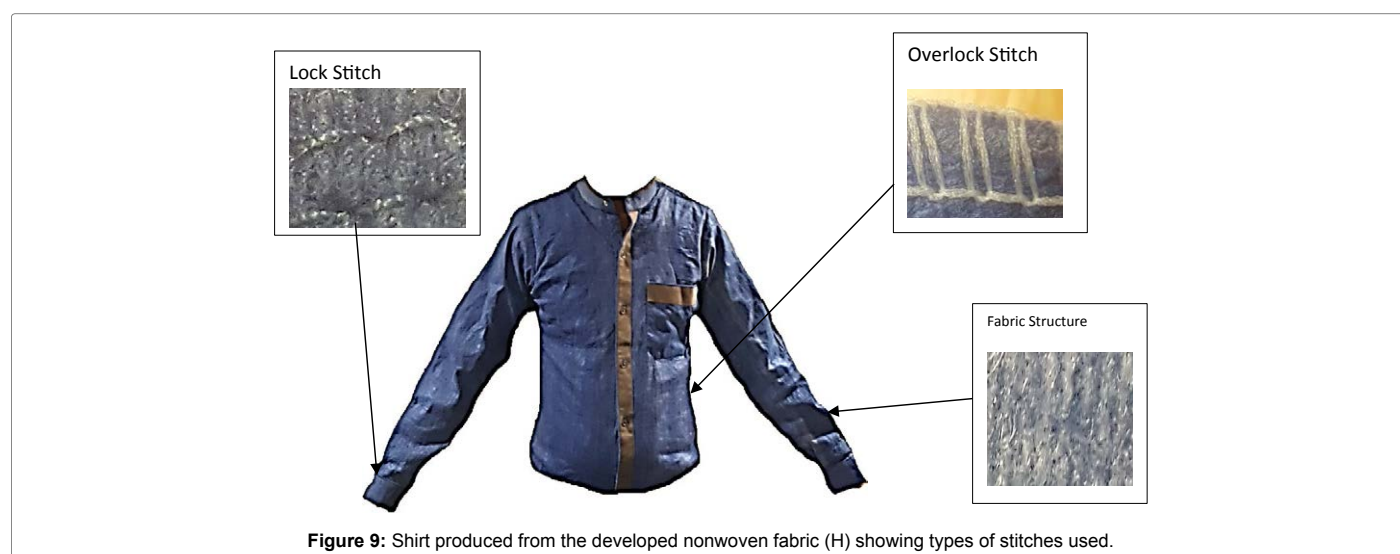 Lock Stitch
Overlock Stitch
Fabric Structure
Figure 9: Shirt produced from the developed nonwoven fabric (H) showing types of stitches used.